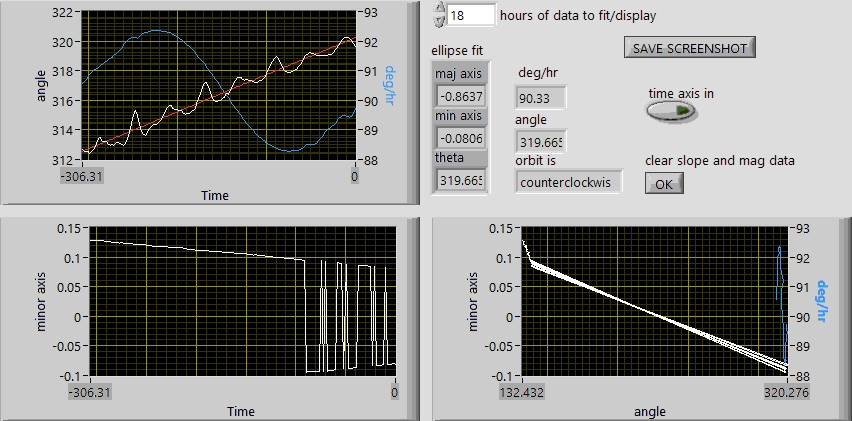 322
320
318
316
314
312
angle
93
92
91
90
89
88
deg/hr
-306.31
0
Time
18 hours of data to fit/display
SAVE SCREENSHOT
ellipse fit
maj axis
-0.8637
min axis
-0.0806
theta
319.665
deg/hr
90.33
angle
319.665
orbit is
counterclockwis
time axis in
clear slope and mag data
OK
0.15
0.1
0.05
0
-0.05
-0.1
minor axis
-306.31
0
Time
0.15
0.1
0.05
0
-0.05
-0.1
minor axis
93
92
91
90
89
88
deg/hr
132.432
320.276
angle